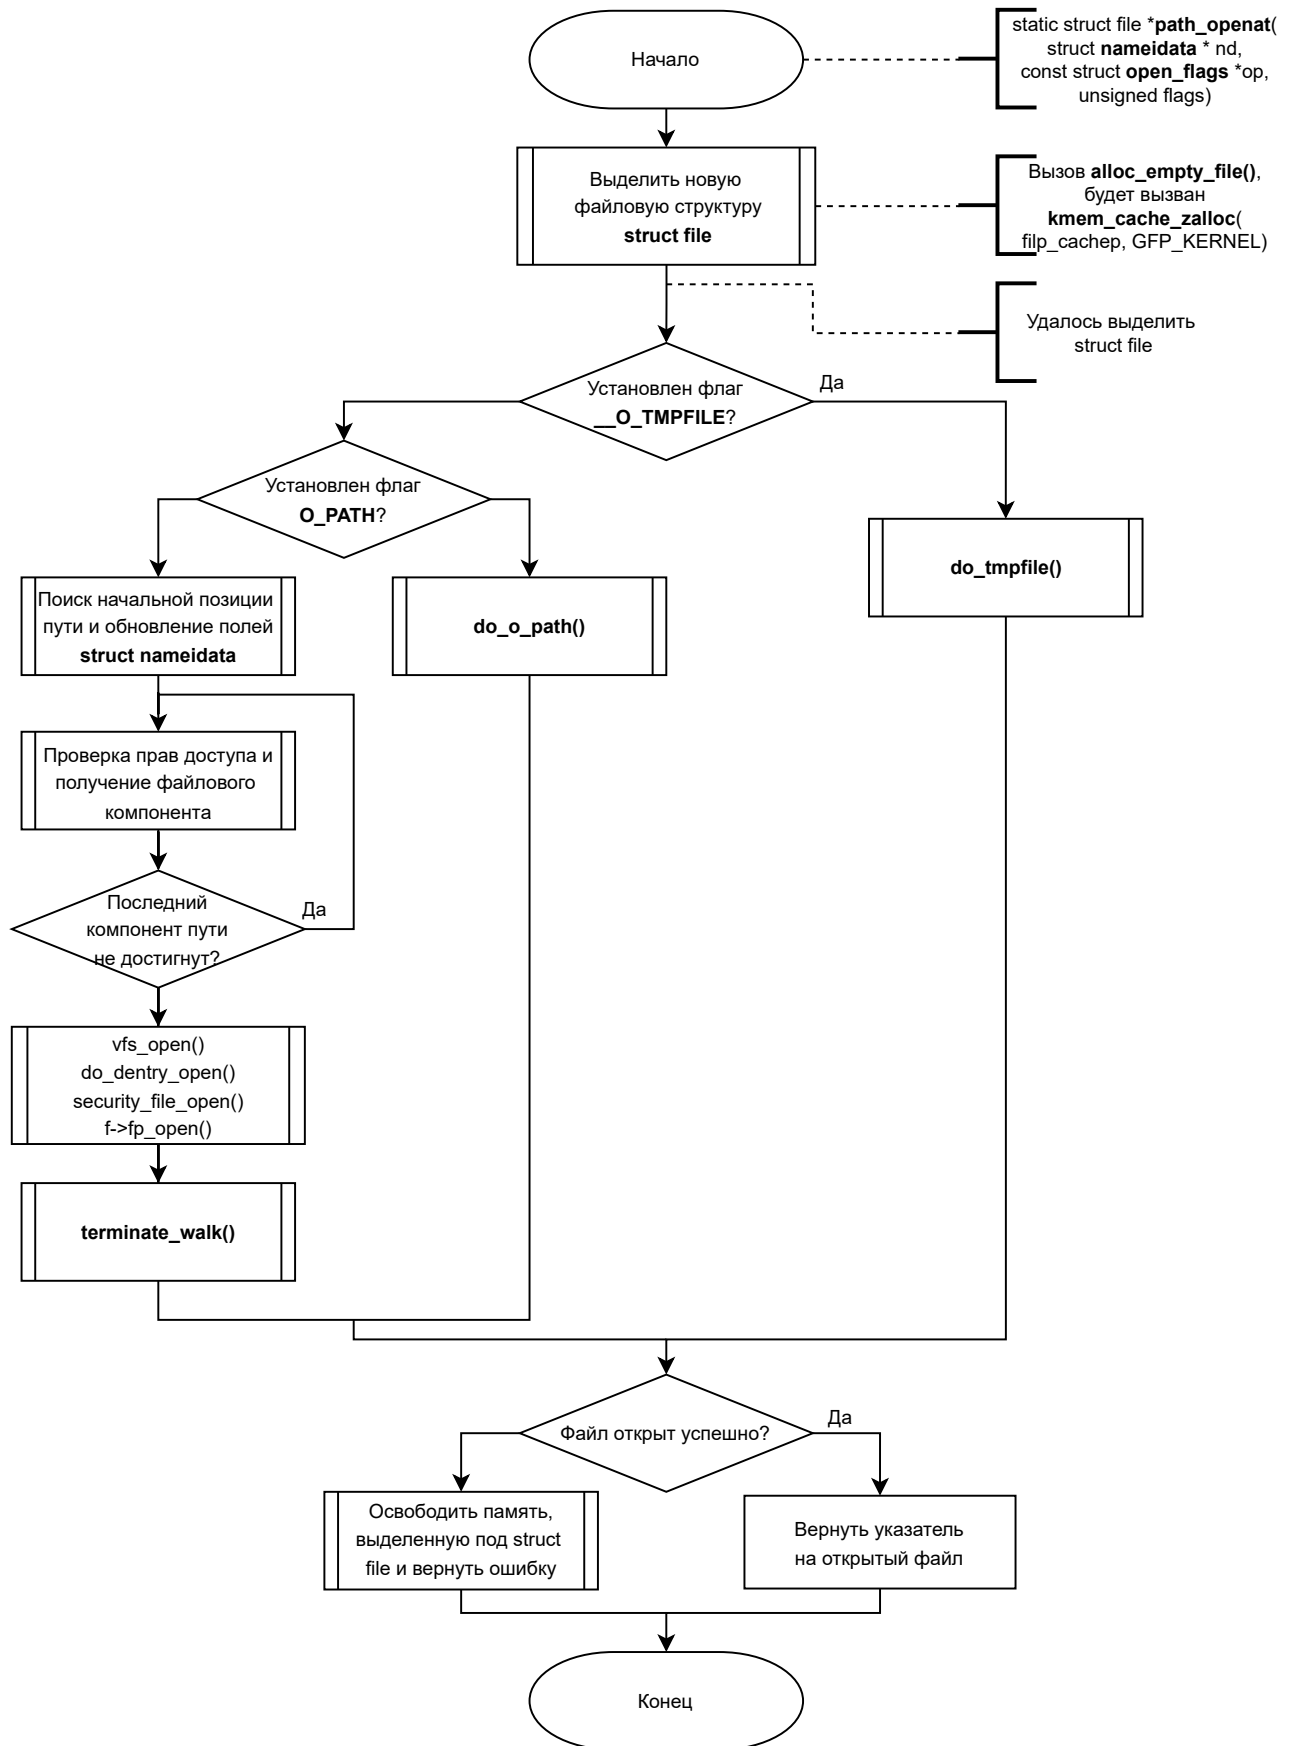 Начало
static struct file *path_openat(
struct nameidata * nd,
const struct open_flags *op,
unsigned flags)
Выделить новую
файловую структуру
struct file
Вызов alloc_empty_file(),
будет вызван
kmem_cache_zalloc(
filp_cachep, GFP_KERNEL)
Удалось выделить
struct file
Установлен флаг
__O_TMPFILE?
Да
Установлен флаг
O_PATH?
do_tmpfile()
Поиск начальной позиции
пути и обновление полей
struct nameidata
do_o_path()
Проверка прав доступа и
получение файлового
компонента
Последний
компонент пути
не достигнут?
Да
vfs_open()
do_dentry_open()
security_file_open()
f->fp_open()
terminate_walk()
Файл открыт успешно?
Да
Освободить память,
выделенную под struct
file и вернуть ошибку
Вернуть указатель
на открытый файл
Конец